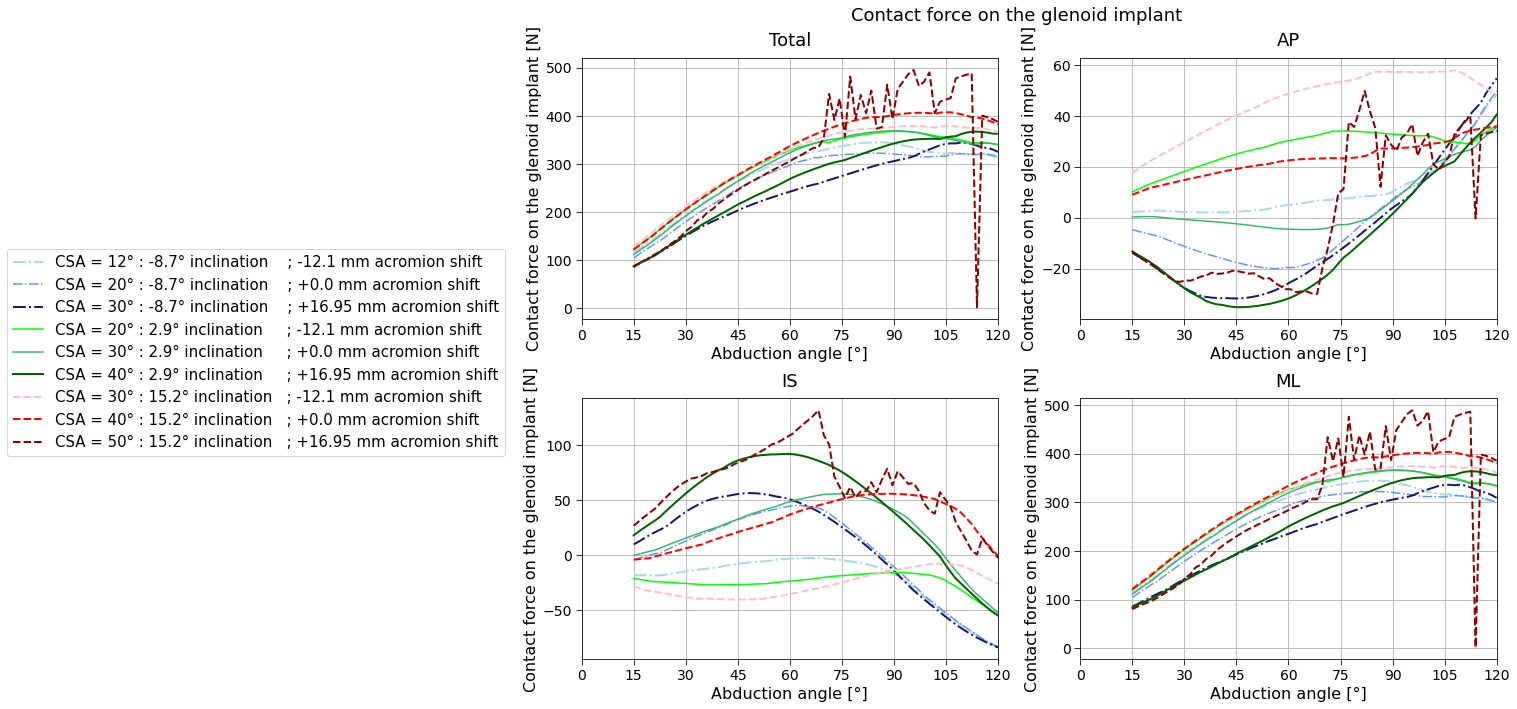 Contact force on the glenoid implant
CSA = 12° : -8.7° inclination ; -12.1 mm acromion shift
CSA = 20° : -8.7° inclination ; +0.0 mm acromion shift
CSA = 30° : -8.7° inclination ; +16.95 mm acromion shift
CSA = 20° : 2.9° inclination ; -12.1 mm acromion shift
CSA = 30° : 2.9° inclination ; +0.0 mm acromion shift
CSA = 40° : 2.9° inclination ; +16.95 mm acromion shift
CSA = 30° : 15.2° inclination ; -12.1 mm acromion shift
CSA = 40° : 15.2° inclination ; +0.0 mm acromion shift
CSA = 50° : 15.2° inclination ; +16.95 mm acromion shift
Total
Contact force on the glenoid implant [N]
500
400
300
200
100
0
0 15 30 45 60 75 90 105 120
Abduction angle [°]
AP
Contact force on the glenoid implant [N]
60
40
20
0
−20
0 15 30 45 60 75 90 105 120
Abduction angle [°]
IS
Contact force on the glenoid implant [N]
100
50
0
−50
0 15 30 45 60 75 90 105 120
Abduction angle [°]
ML
Contact force on the glenoid implant [N]
500
400
300
200
100
0
0 15 30 45 60 75 90 105 120
Abduction angle [°]